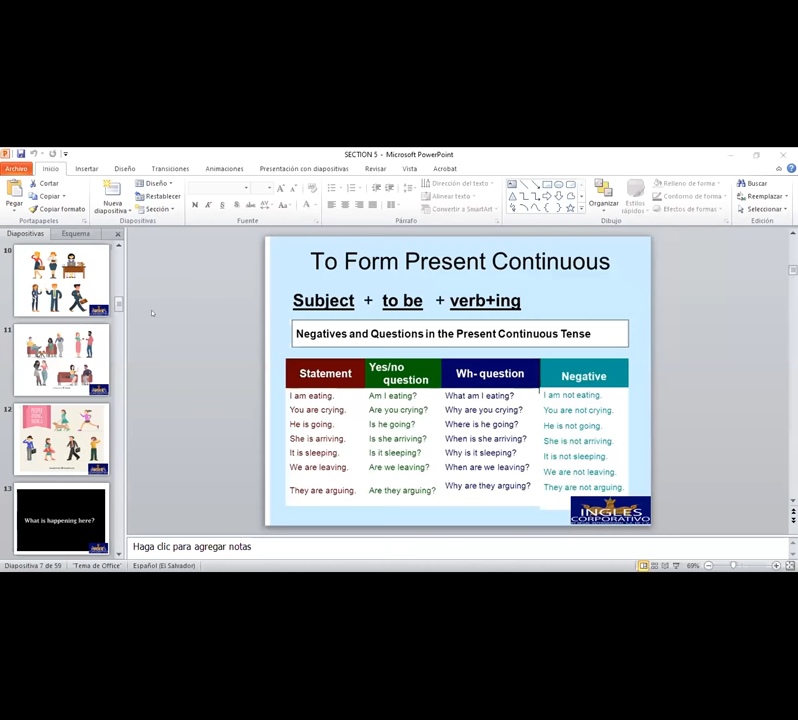 SECTION 5 - Microsoft PowerPoint
Archivo Inicio Insertar Diseño Transiciones Animaciones Presentación con diapositivas Revisar Vista Acrobat
Pegar
Cortar
Copiar
Copiar formato
Portapapeles
Nueva diapositiva
Diseño
Restablecer
Sección
Diapositivas
Fuente
Dirección del texto
Alinear texto
Convertir a SmartArt
Párrafo
Organizar
Estilos rápidos
Relleno de forma
Contorno de forma
Efectos de formas
Dibujo
Buscar
Reemplazar
Seleccionar
Edición
Diapositivas Esquema
10
11
12
13
What is happening here?
To Form Present Continuous
Subject + to be + verb+ing
Negatives and Questions in the Present Continuous Tense
Statement Yes/no question Wh- question Negative
I am eating. Am I eating? What am I eating? I am not eating.
You are crying. Are you crying? Why are you crying? You are not crying.
He is going. Is he going? Where is he going? He is not going.
She is arriving. Is she arriving? When is she arriving? She is not arriving.
It is sleeping. Is it sleeping? Why is it sleeping? It is not sleeping.
We are leaving. Are we leaving? When are we leaving? We are not leaving.
They are arguing. Are they arguing? Why are they arguing? They are not arguing.
INGLES
CORPORATIVO
Haga clic para agregar notas
Diapositiva 7 de 59 "Tema de Office" Español (El Salvador) 69%